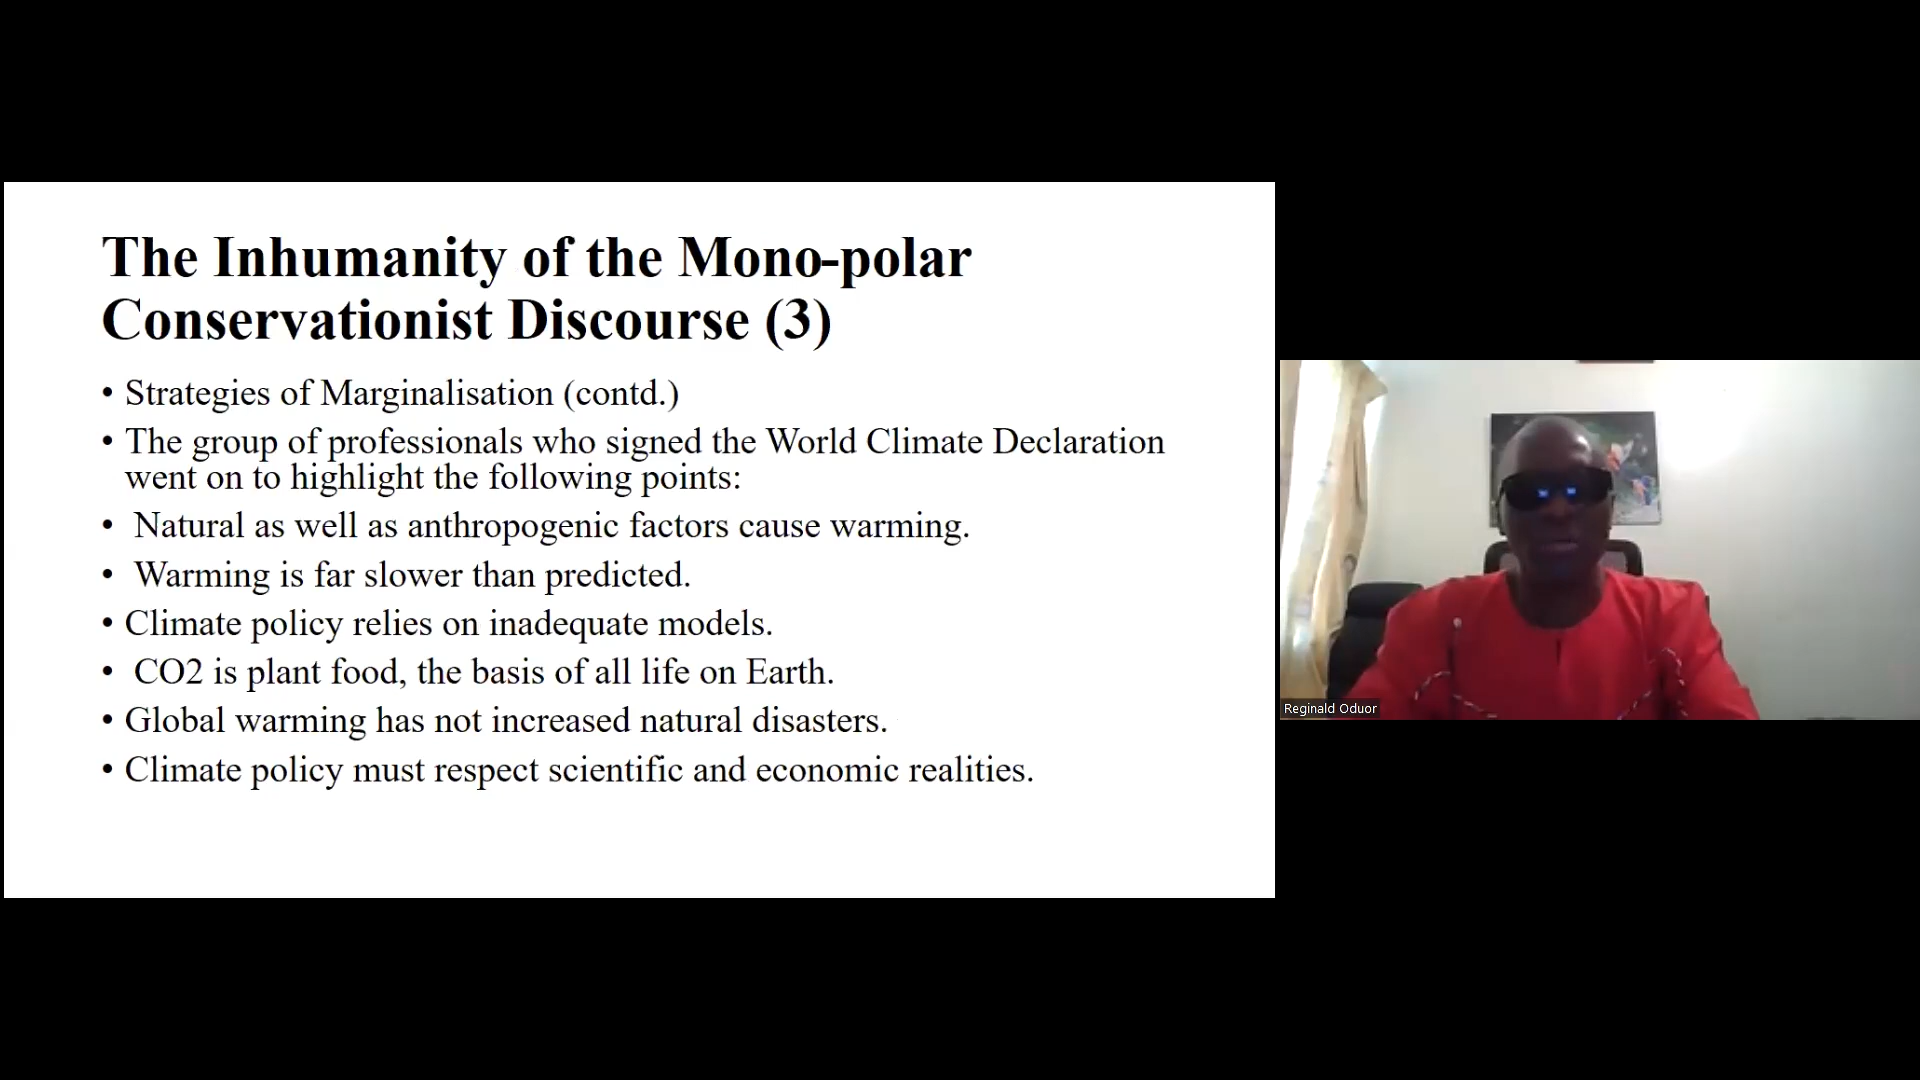 The Inhumanity of the Mono-polar
Conservationist Discourse (3)
• Strategies of Marginalisation (contd.)
• The group of professionals who signed the World Climate Declaration
went on to highlight the following points:
• Natural as well as anthropogenic factors cause warming.
• Warming is far slower than predicted.
• Climate policy relies on inadequate models.
• CO2 is plant food, the basis of all life on Earth.
• Global warming has not increased natural disasters.
• Climate policy must respect scientific and economic realities.
Reginald Oduor